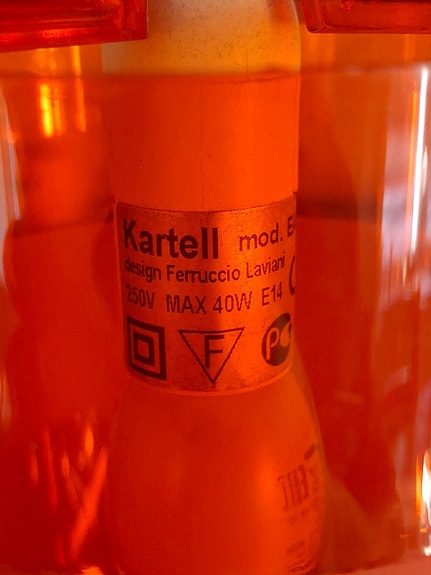 Kartell mod.
design Ferruccio Laviani
250V MAX 40W E14
F